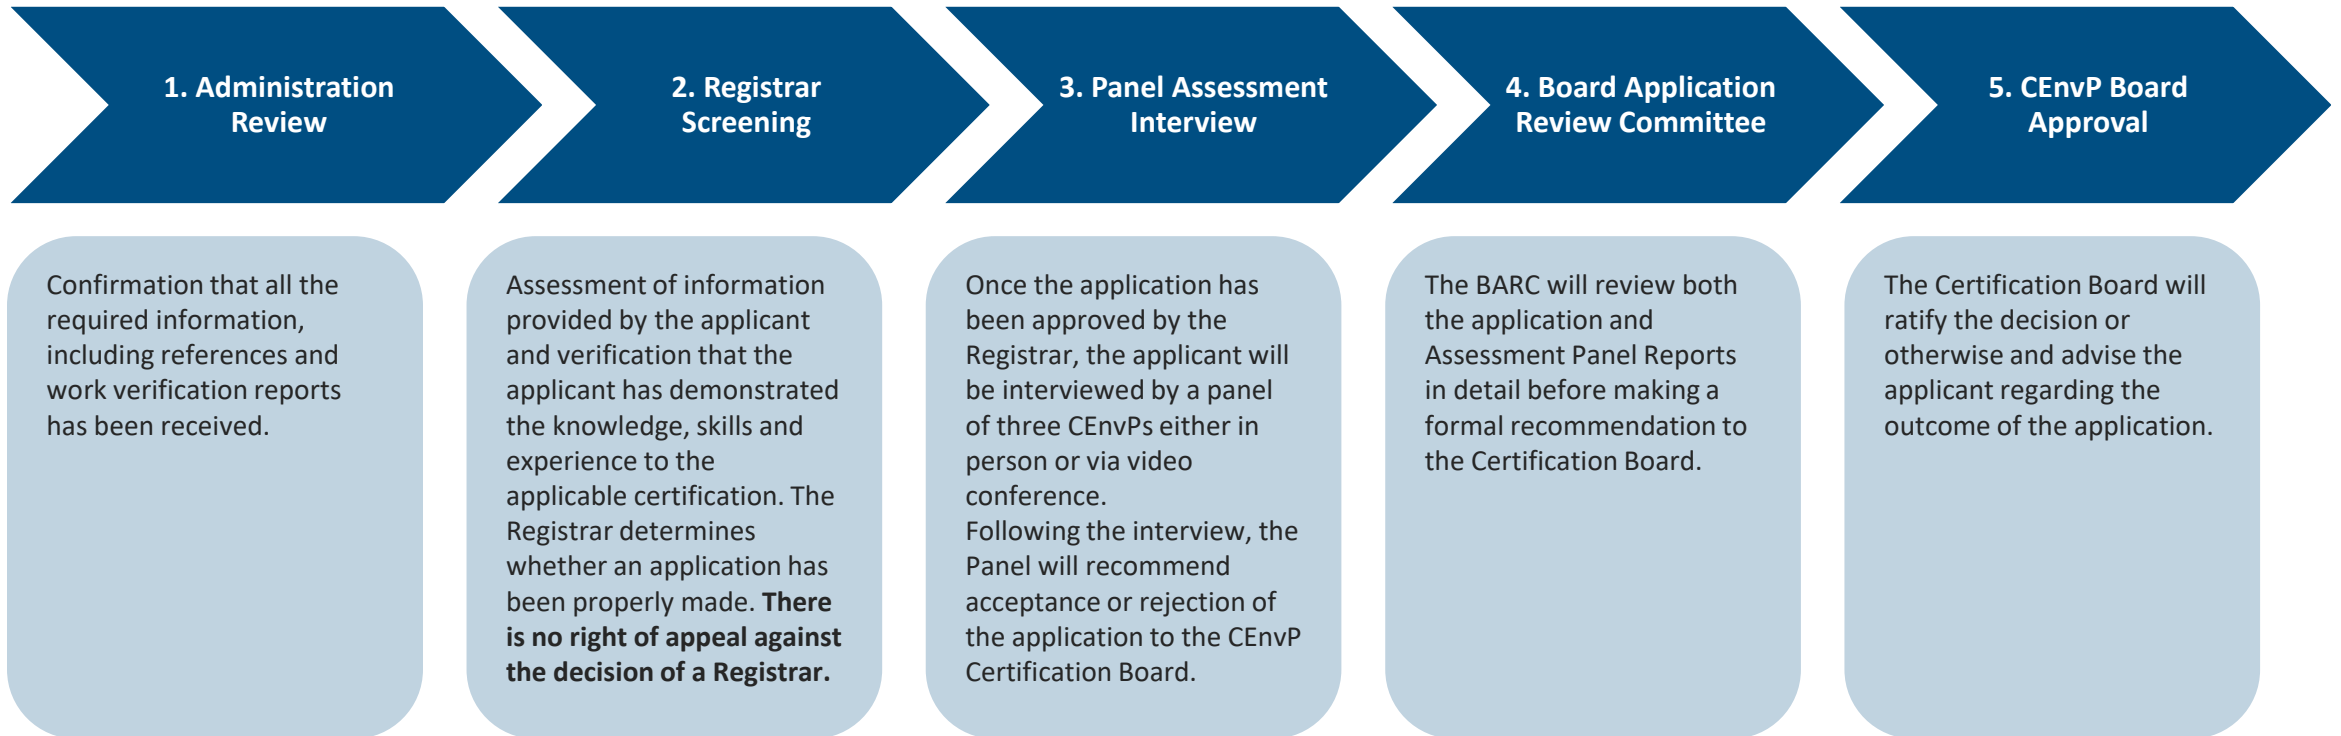 1. Administration
Review
2. Registrar
Screening
3. Panel Assessment
Interview
4. Board Application
Review Committee
5. CEnvP Board
Approval
Confirmation that all the
required information,
including references and
work verification reports
has been received.
Assessment of information
provided by the applicant
and verification that the
applicant has demonstrated
the knowledge, skills and
experience to the
applicable certification. The
Registrar determines
whether an application has
been properly made. There
is no right of appeal against
the decision of a Registrar.
Once the application has
been approved by the
Registrar, the applicant will
be interviewed by a panel
of three CEnvPs either in
person or via video
conference.
Following the interview, the
Panel will recommend
acceptance or rejection of
the application to the CEnvP
Certification Board.
The BARC will review both
the application and
Assessment Panel Reports
in detail before making a
formal recommendation to
the Certification Board.
The Certification Board will
ratify the decision or
otherwise and advise the
applicant regarding the
outcome of the application.